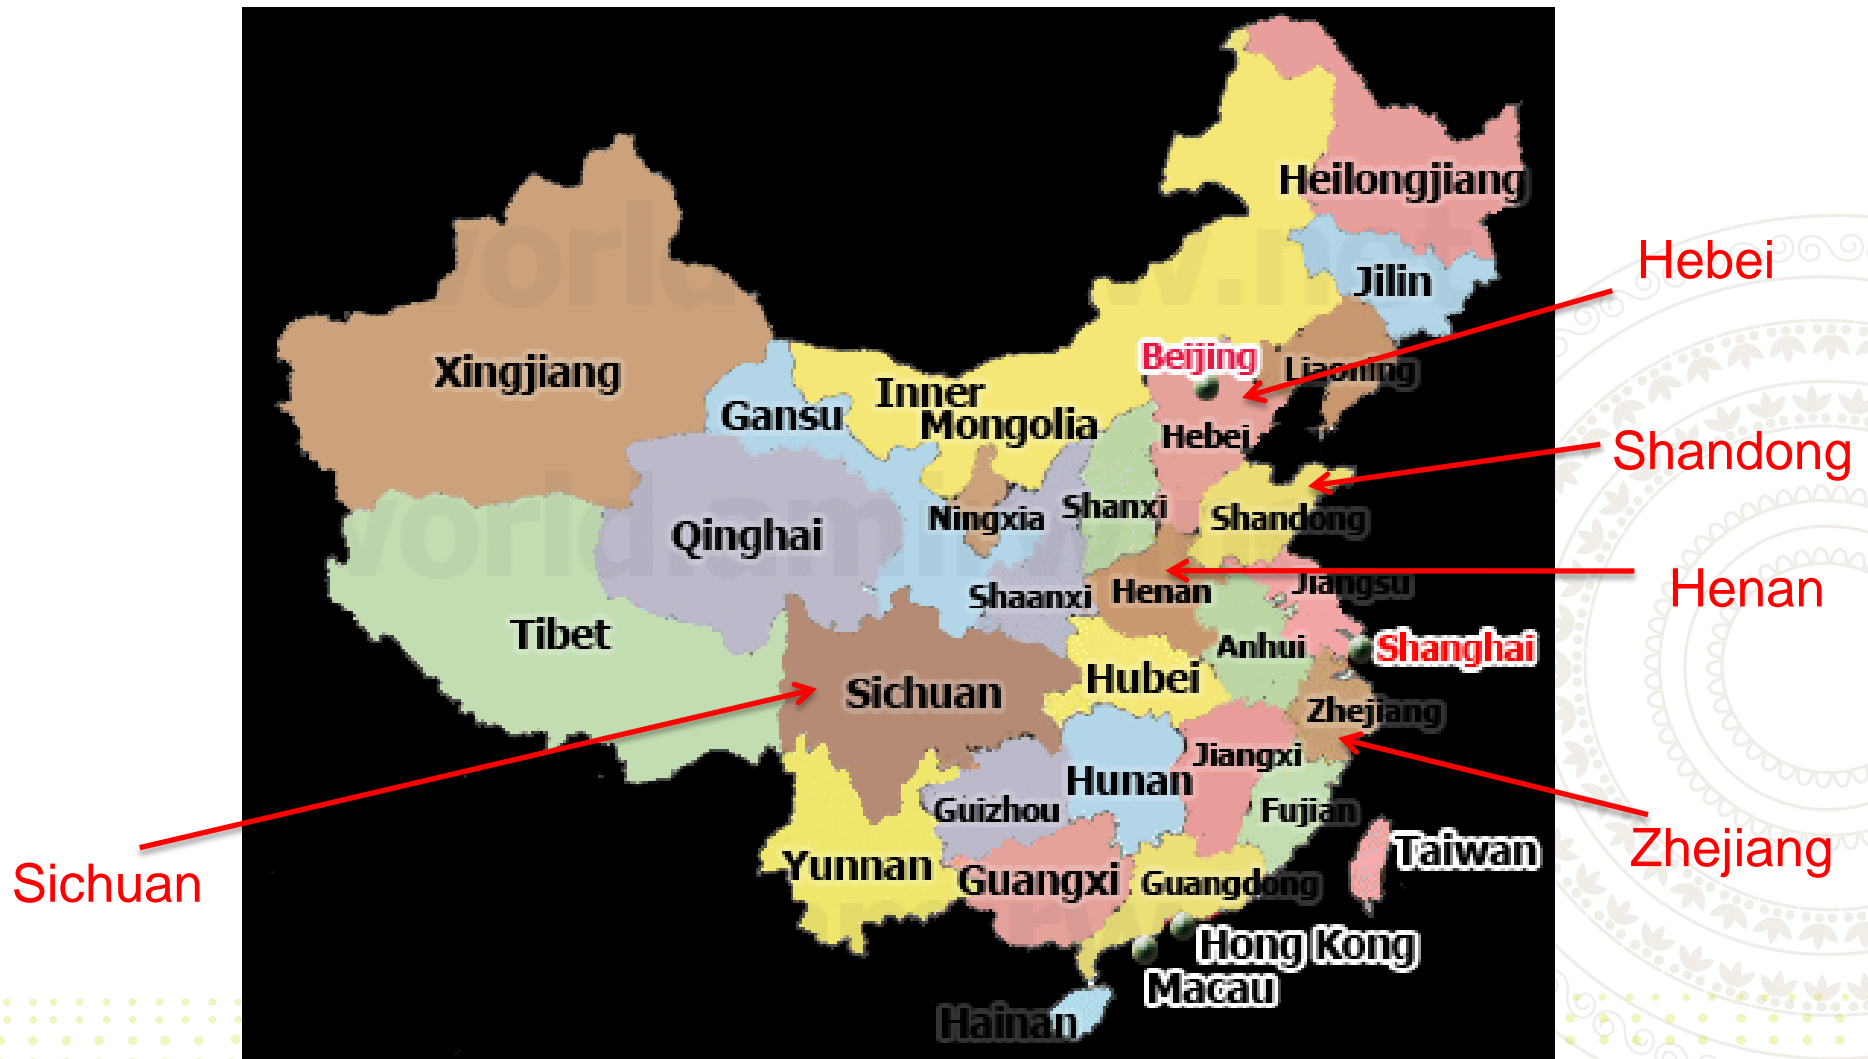 Heilongjiang
Hebei
Jilin
Beijing
Liaoning
Xingjiang
Inner
Mongolia
Gansu
Hebei
Shandong
Shanxi
Ningxia
Shandong
Qinghai
Jiangsu
Henan
Shaanxi
Henan
Tibet
Anhui
Shanghai
Hubei
Sichuan
Zhejiang
Jiangxi
Hunan
Guizhou
Fujian
Taiwan
Zhejiang
Yunnan
Guangxi
Guangdong
Sichuan
Hong Kong
Macau
Hainan